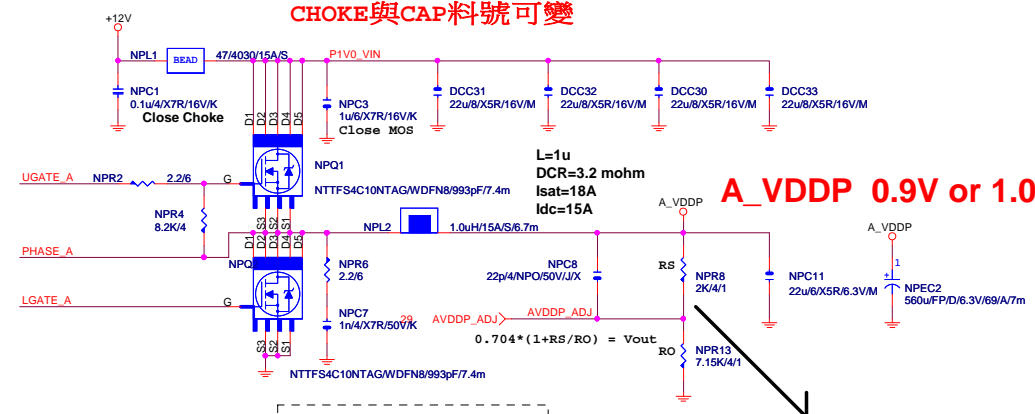 CHOKE與CAP料號可變
+12V
NPL1
BEAD
47/4030/15A/S
P1V0_VIN
NPC1
0.1u/4/X7R/16V/K
Close Choke
D1
D2
D3
D4
D5
NPC3
1u/6/X7R/16V/K
Close MOS
DCC31
22u/8/X5R/16V/M
DCC32
22u/8/X5R/16V/M
DCC30
22u/8/X5R/16V/M
DCC33
22u/8/X5R/16V/M
UGATE_A
NPR2
2.2/6
G
NPQ1
NTTFS4C10NTAG/WDFN8/993pF/7.4m
L=1u
DCR=3.2 mohm
Isat=18A
Idc=15A
A_VDDP 0.9V or 1.0
NPR4
8.2K/4
S3
S2
S1
A_VDDP
A_VDDP
PHASE_A
D1
D2
D3
D4
D5
NPL2
1.0uH/15A/S/6.7m
NPQ
NPR6
2.2/6
NPC8
22p/4/NPO/50V/J/X
RS
NPR8
2K/4/1
NPC11
22u/6/X5R/6.3V/M
1
+
NPEC2
560u/FP/D/6.3V/69/A/7m
LGATE_A
G
NPC7
1n/4/X7R/50V/K
29
AVDDP_ADJ
AVDDP_ADJ
0.704*(1+RS/RO) = Vout
RO
NPR13
7.15K/4/1
S3
S2
S1
NTTFS4C10NTAG/WDFN8/993pF/7.4m